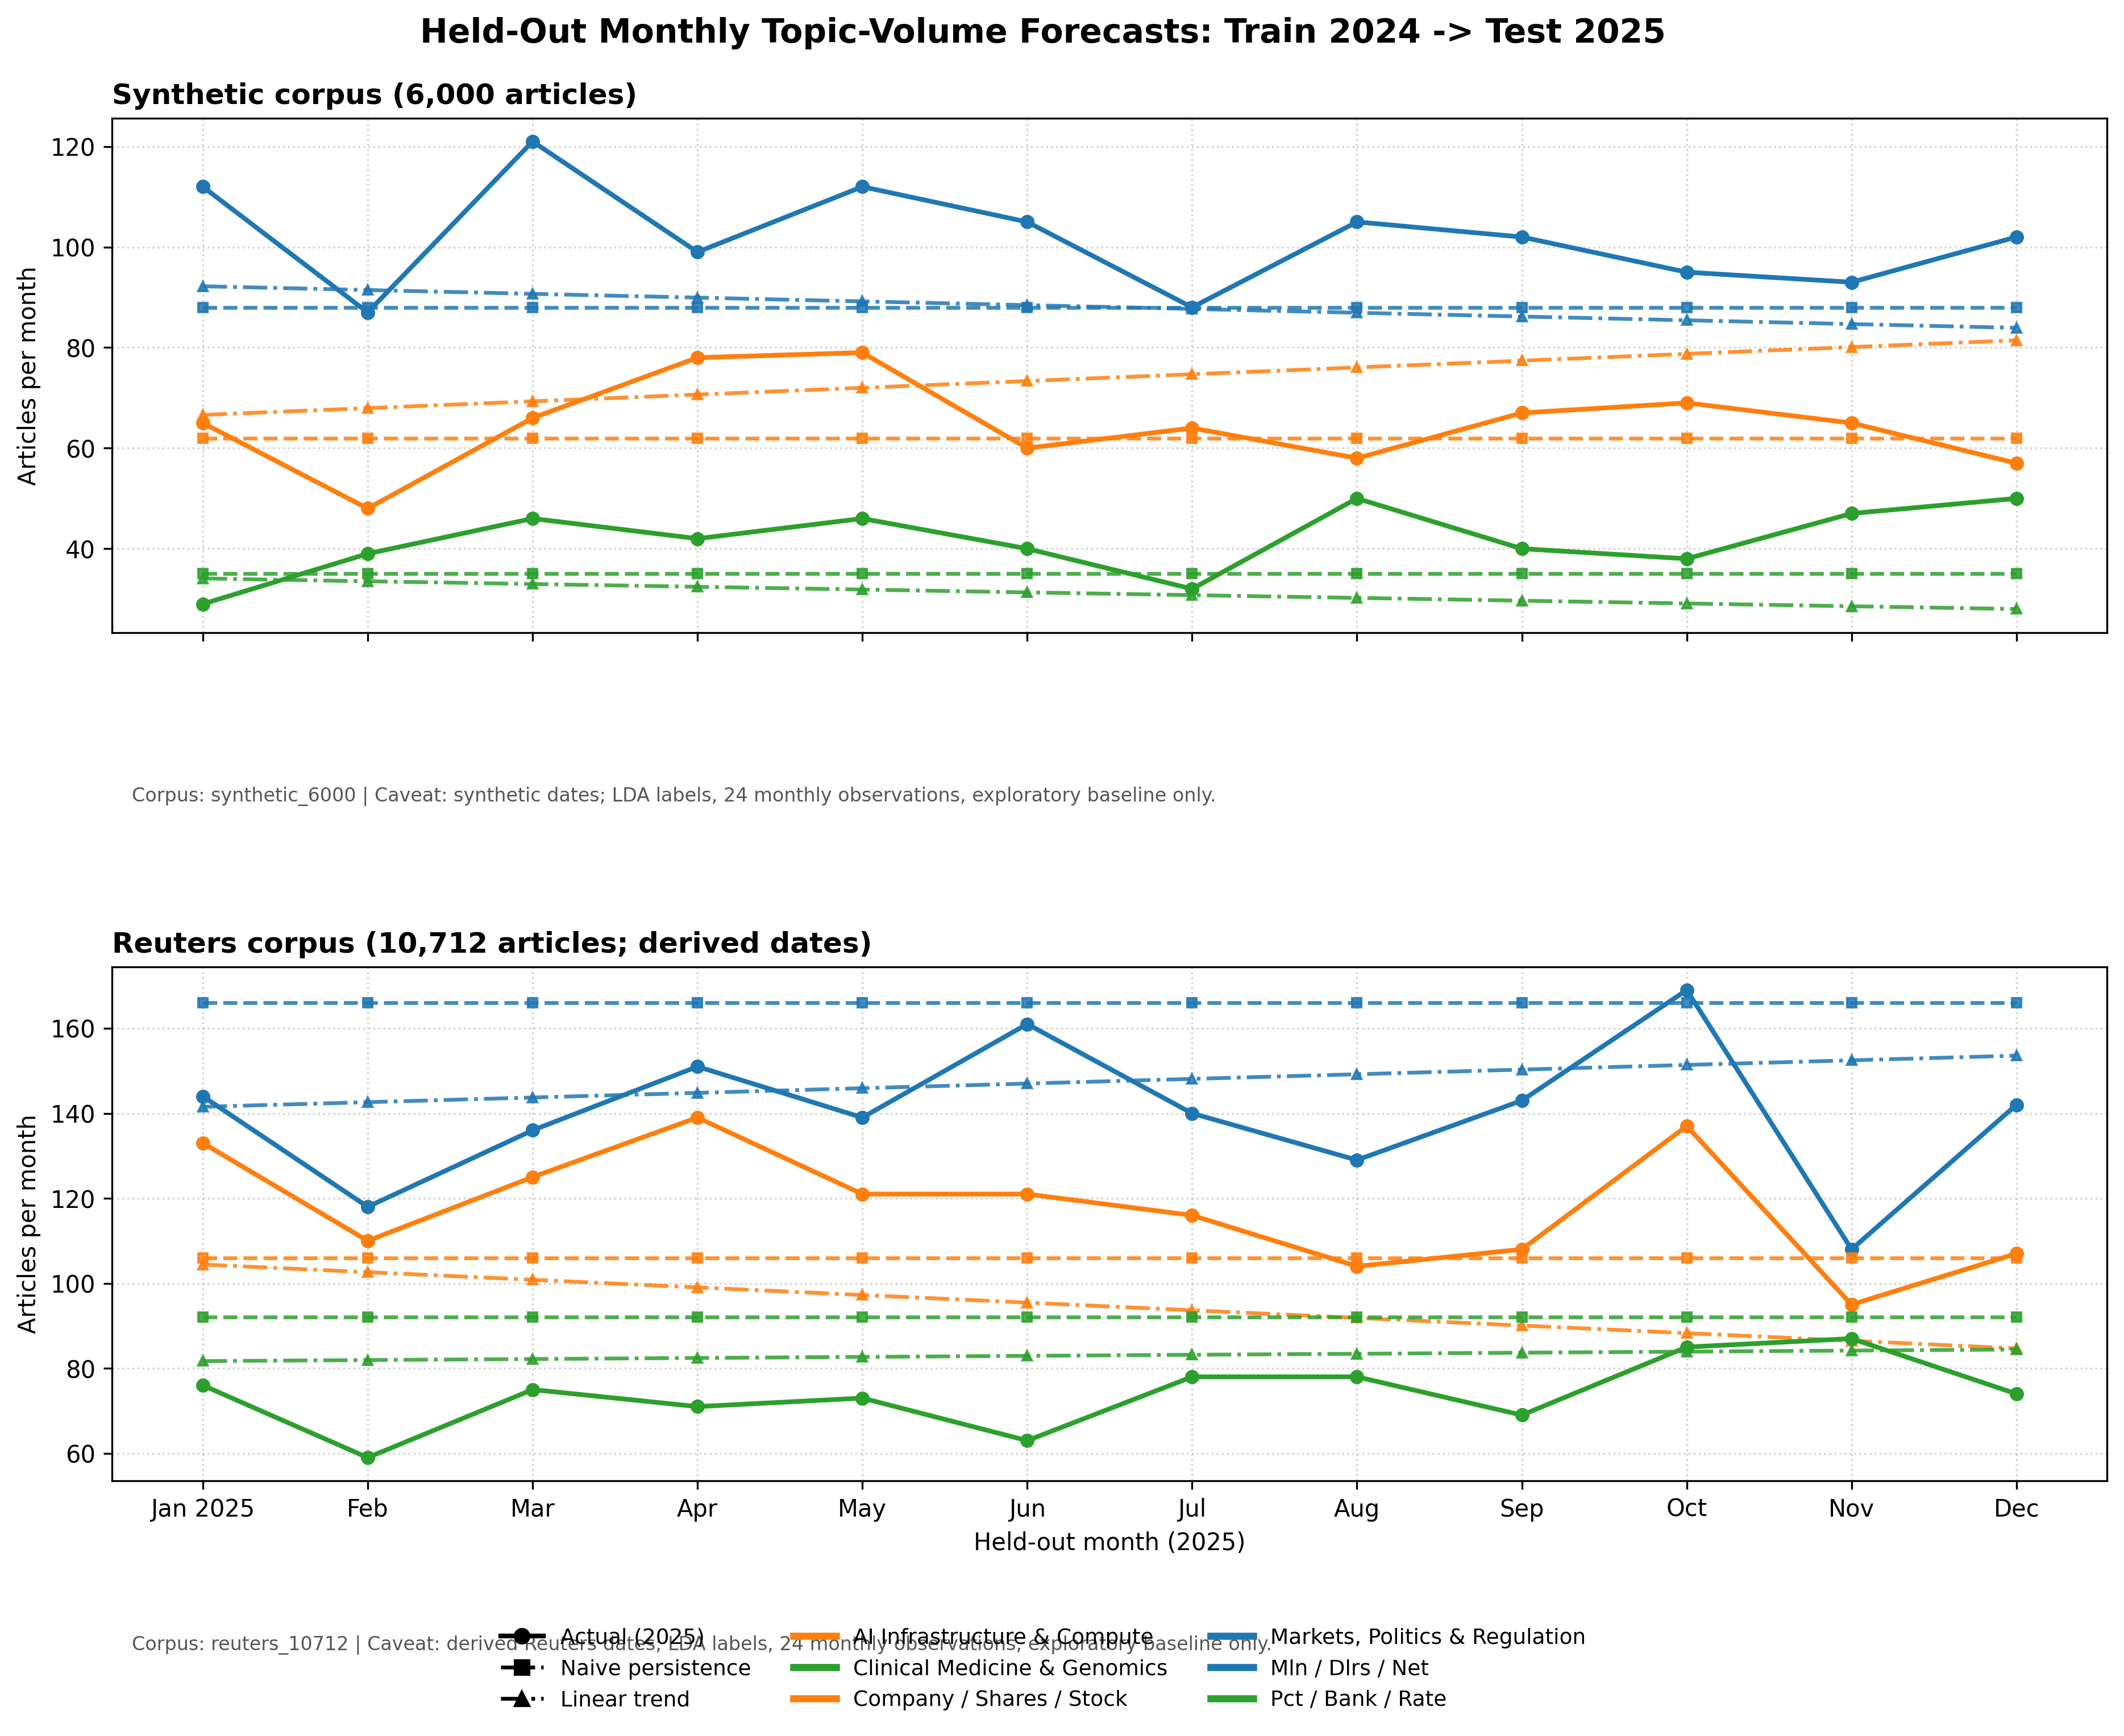 Held-Out Monthly Topic-Volume Forecasts: Train 2024 -> Test 2025
Synthetic corpus (6,000 articles)
Articles per month
120
100
80
60
40
Corpus: synthetic_6000 | Caveat: synthetic dates; LDA labels, 24 monthly observations, exploratory baseline only.
Reuters corpus (10,712 articles; derived dates)
Articles per month
160
140
120
100
80
60
Jan 2025 Feb Mar Apr May Jun Jul Aug Sep Oct Nov Dec
Held-out month (2025)
Corpus: reuters_10712 | Caveat: derived Reuters dates, LDA labels, 24 monthly observations, exploratory baseline only.
Actual (2025) AI Infrastructure & Compute Markets, Politics & Regulation
Naive persistence Clinical Medicine & Genomics Mln / Dlrs / Net
Linear trend Company / Shares / Stock Pct / Bank / Rate